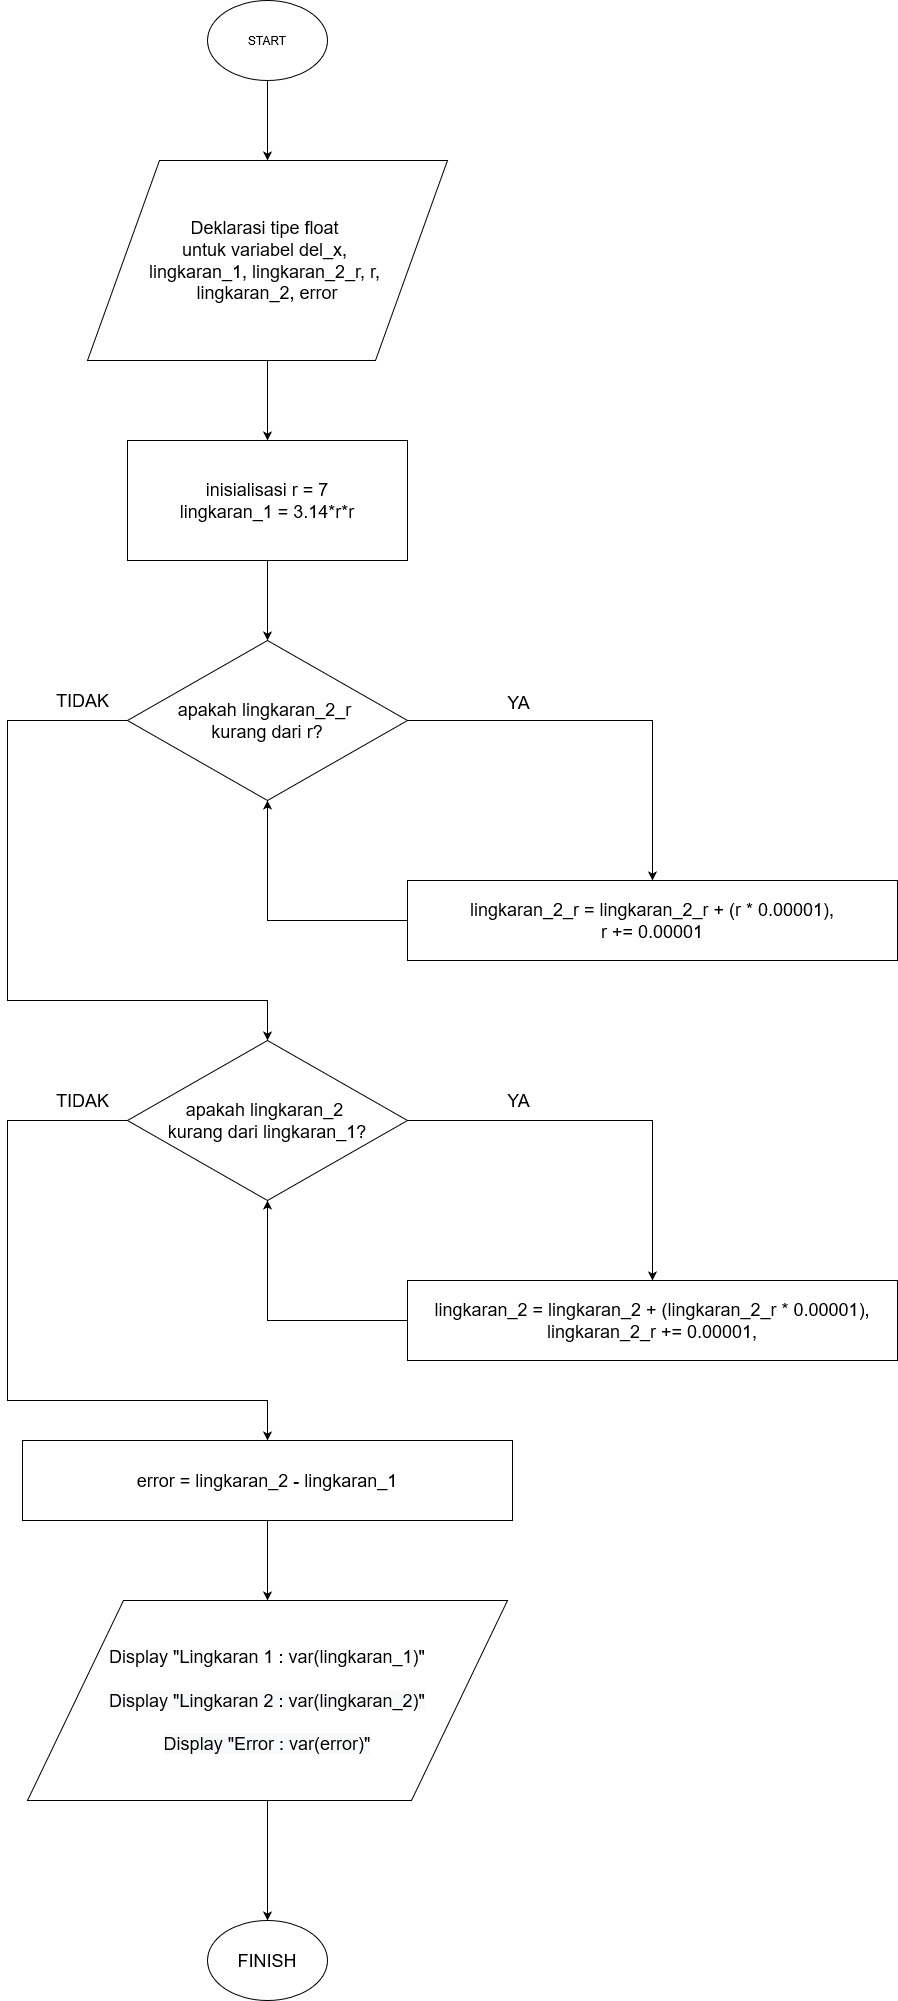 START
Deklarasi tipe float
untuk variabel del_x,
lingkaran_1, lingkaran_2_r, r,
lingkaran_2, error
inisialisasi r = 7
lingkaran_1 = 3.14*r*r
TIDAK
apakah lingkaran_2_r
kurang dari r?
YA
lingkaran_2_r = lingkaran_2_r + (r * 0.00001),
r += 0.00001
TIDAK
apakah lingkaran_2
kurang dari lingkaran_1?
YA
lingkaran_2 = lingkaran_2 + (lingkaran_2_r * 0.00001),
lingkaran_2_r += 0.00001,
error = lingkaran_2 - lingkaran_1
Display "Lingkaran 1 : var(lingkaran_1)"
Display "Lingkaran 2 : var(lingkaran_2)"
Display "Error : var(error)"
FINISH